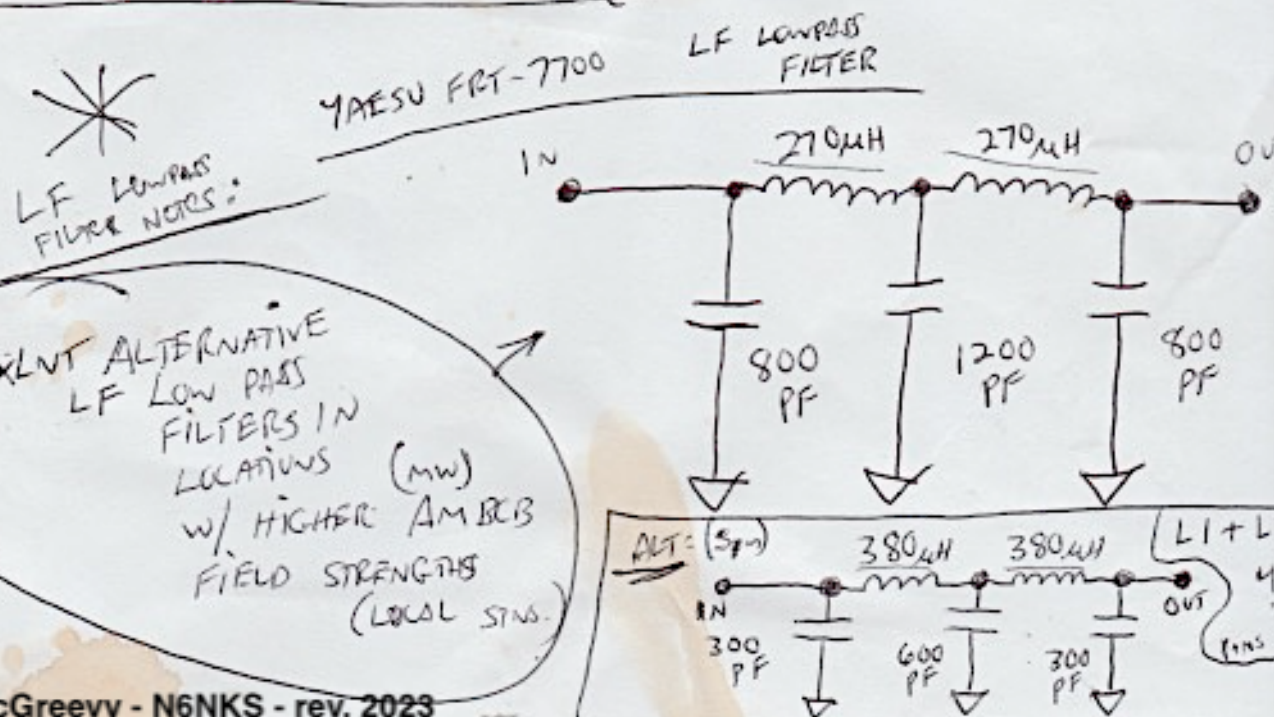 YAESU FRT-7700
LF LOWPASS
FILTER
LF LOWPASS
FILTER NOTES:
XLNT ALTERNATIVE
LF LOW PASS
FILTERS IN
LOCATIONS (MW)
W/ HIGHER AM BCB
FIELD STRENGTHS
(LOCAL STNS.)
IN
270µH 270µH
OU
800
PF
1200
PF
800
PF
ALT=
380µH 380µH
IN
OUT
300
PF
600
PF
300
PF
L1 + L
cGreevy - N6NKS - rev. 2023